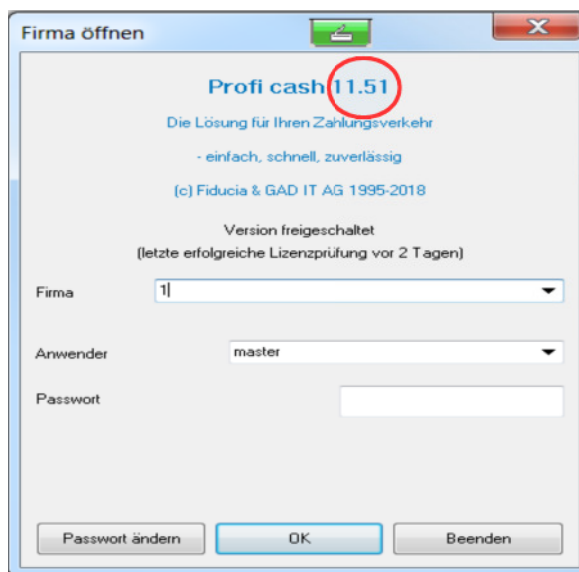 Firma öffnen
Profi cash 11.51
Die Lösung für Ihren Zahlungsverkehr
- einfach, schnell, zuverlässig
(c) Fiducia & GAD IT AG 1995-2018
Version freigeschaltet
(letzte erfolgreiche Lizenzprüfung vor 2 Tagen)
Firma 1
Anwender master
Passwort
Passwort ändern OK Beenden